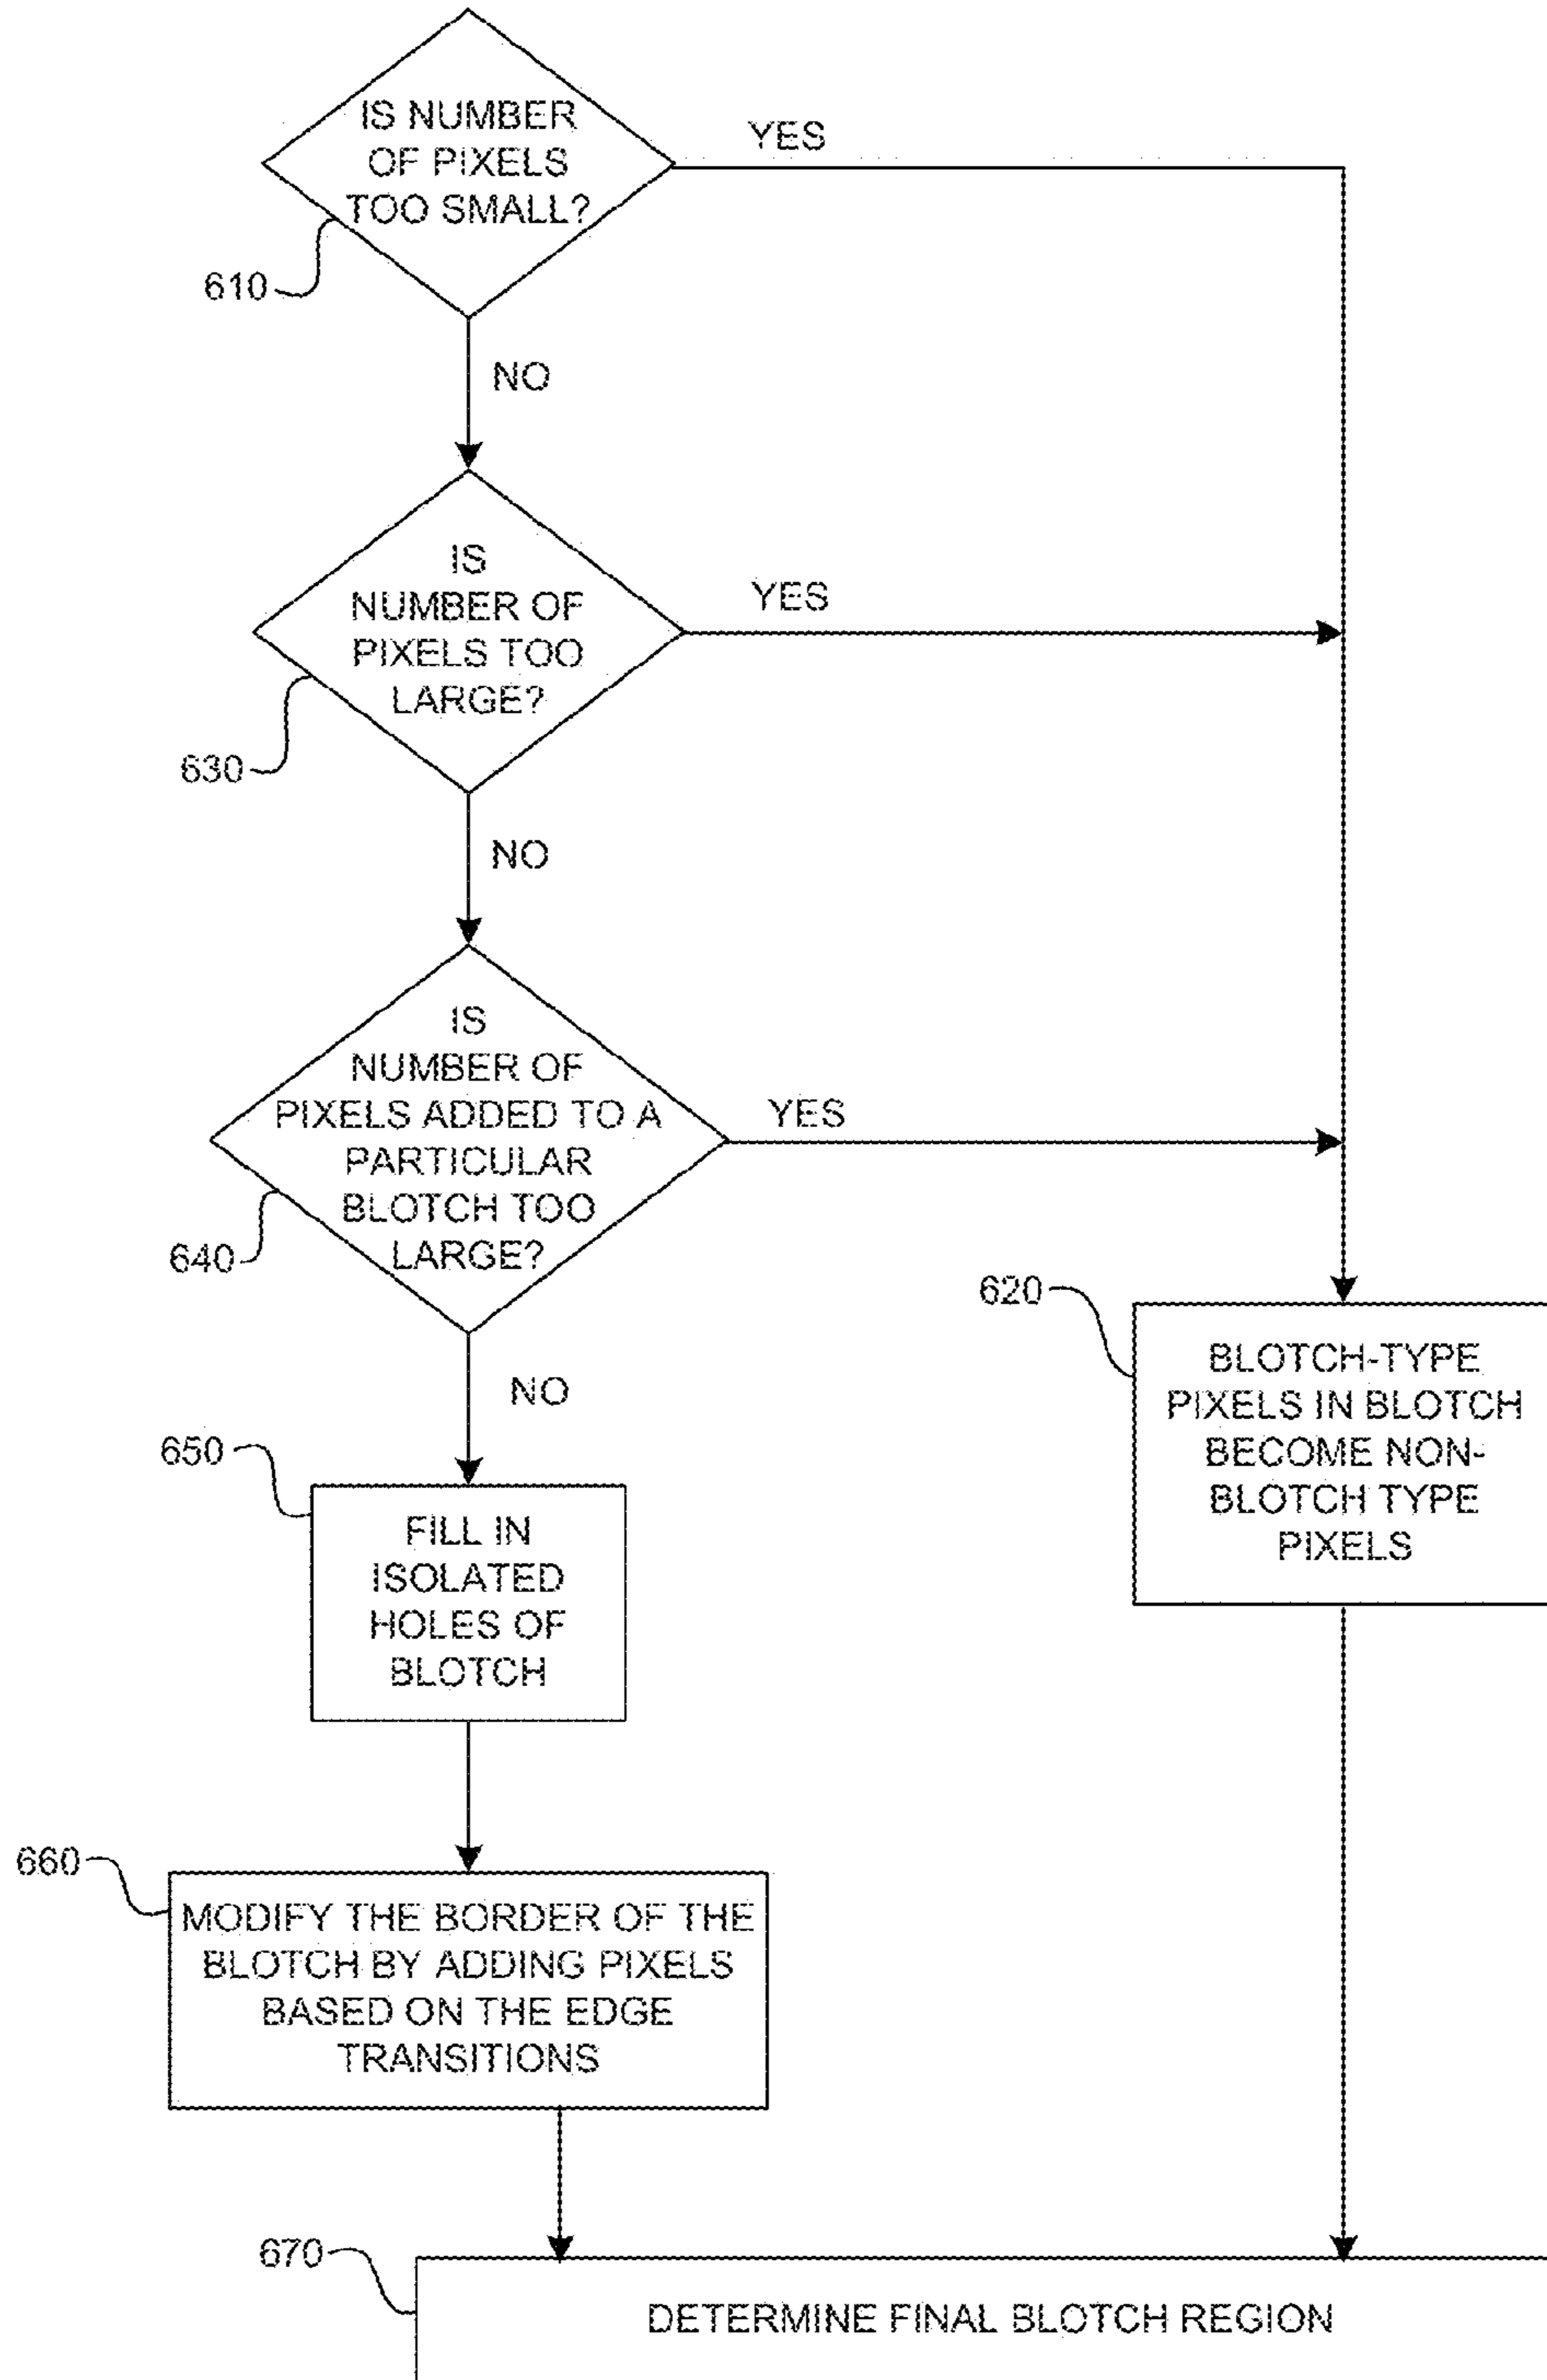 IS NUMBER
OF PIXELS
TOO SMALL?
YES
610
NO
IS
NUMBER OF
PIXELS TOO
LARGE?
YES
630
NO
IS
NUMBER OF
PIXELS ADDED TO A
PARTICULAR
BLOTCH TOO
LARGE?
YES
640
NO
620
BLOTCH-TYPE
PIXELS IN BLOTCH
BECOME NON-
BLOTCH TYPE
PIXELS
650
FILL IN
ISOLATED
HOLES OF
BLOTCH
660
MODIFY THE BORDER OF THE
BLOTCH BY ADDING PIXELS
BASED ON THE EDGE
TRANSITIONS
670
DETERMINE FINAL BLOTCH REGION